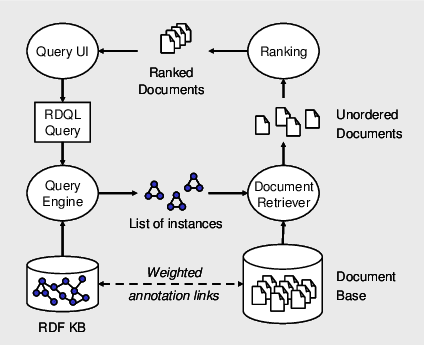 Query UI
Ranking
Ranked
Documents
RDQL
Query
Unordered
Documents
Query
Engine
List of instances
Document
Retriever
Weighted
annotation links
Document
Base
RDF KB